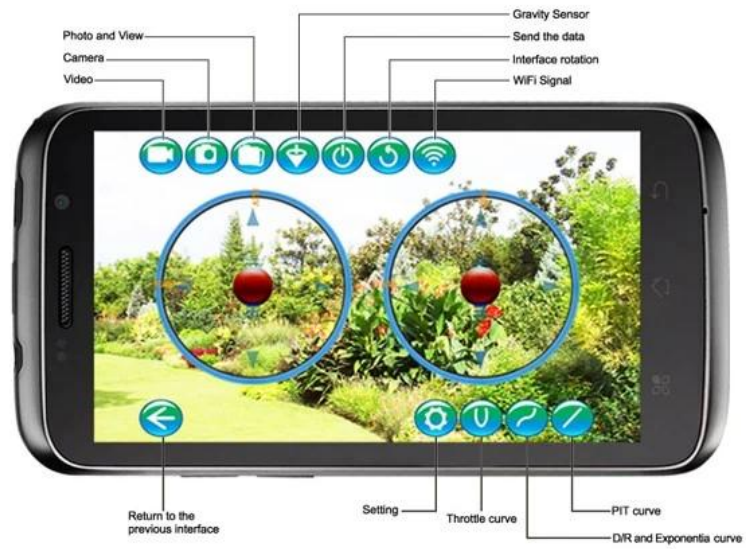 Gravity Sensor
Photo and View
Send the data
Camera
Interface rotation
Video
WiFi Signal
Return to the
previous interface
Setting
Throttle curve
PIT curve
D/R and Exponentia curve